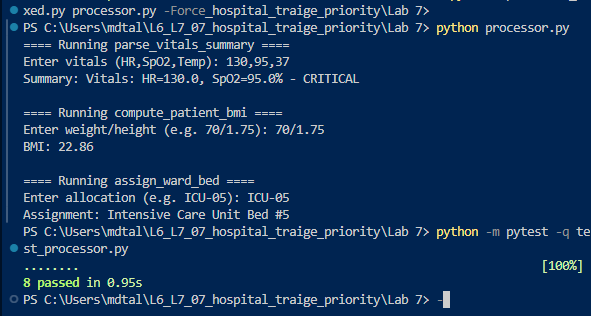 xed.py processor.py -Force_hospital_traige_priority\Lab 7>
PS C:\Users\mdtal\L6_L7_07_hospital_traige_priority\Lab 7> python processor.py
==== Running parse_vitals_summary ====
Enter vitals (HR,SpO2,Temp): 130,95,37
Summary: Vitals: HR=130.0, SpO2=95.0% - CRITICAL
==== Running compute_patient_bmi ====
Enter weight/height (e.g. 70/1.75): 70/1.75
BMI: 22.86
==== Running assign_ward_bed ====
Enter allocation (e.g. ICU-05): ICU-05
Assignment: Intensive Care Unit Bed #5
PS C:\Users\mdtal\L6_L7_07_hospital_traige_priority\Lab 7> python -m pytest -q te
st_processor.py
........ [100%]
8 passed in 0.95s
PS C:\Users\mdtal\L6_L7_07_hospital_traige_priority\Lab 7> -